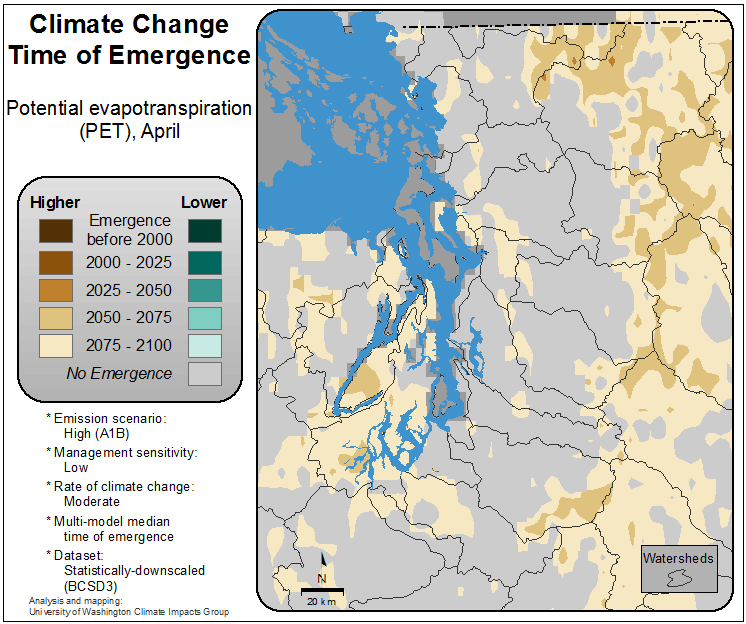 Climate Change
Time of Emergence
Potential evapotranspiration
(PET), April
Higher Lower
Emergence
before 2000
2000 - 2025
2025 - 2050
2050 - 2075
2075 - 2100
No Emergence
* Emission scenario:
High (A1B)
* Management sensitivity:
Low
* Rate of climate change:
Moderate
* Multi-model median
time of emergence
* Dataset:
Statistically-downscaled
(BCSD3)
Analysis and mapping:
University of Washington Climate Impacts Group
N
20 km
Watersheds